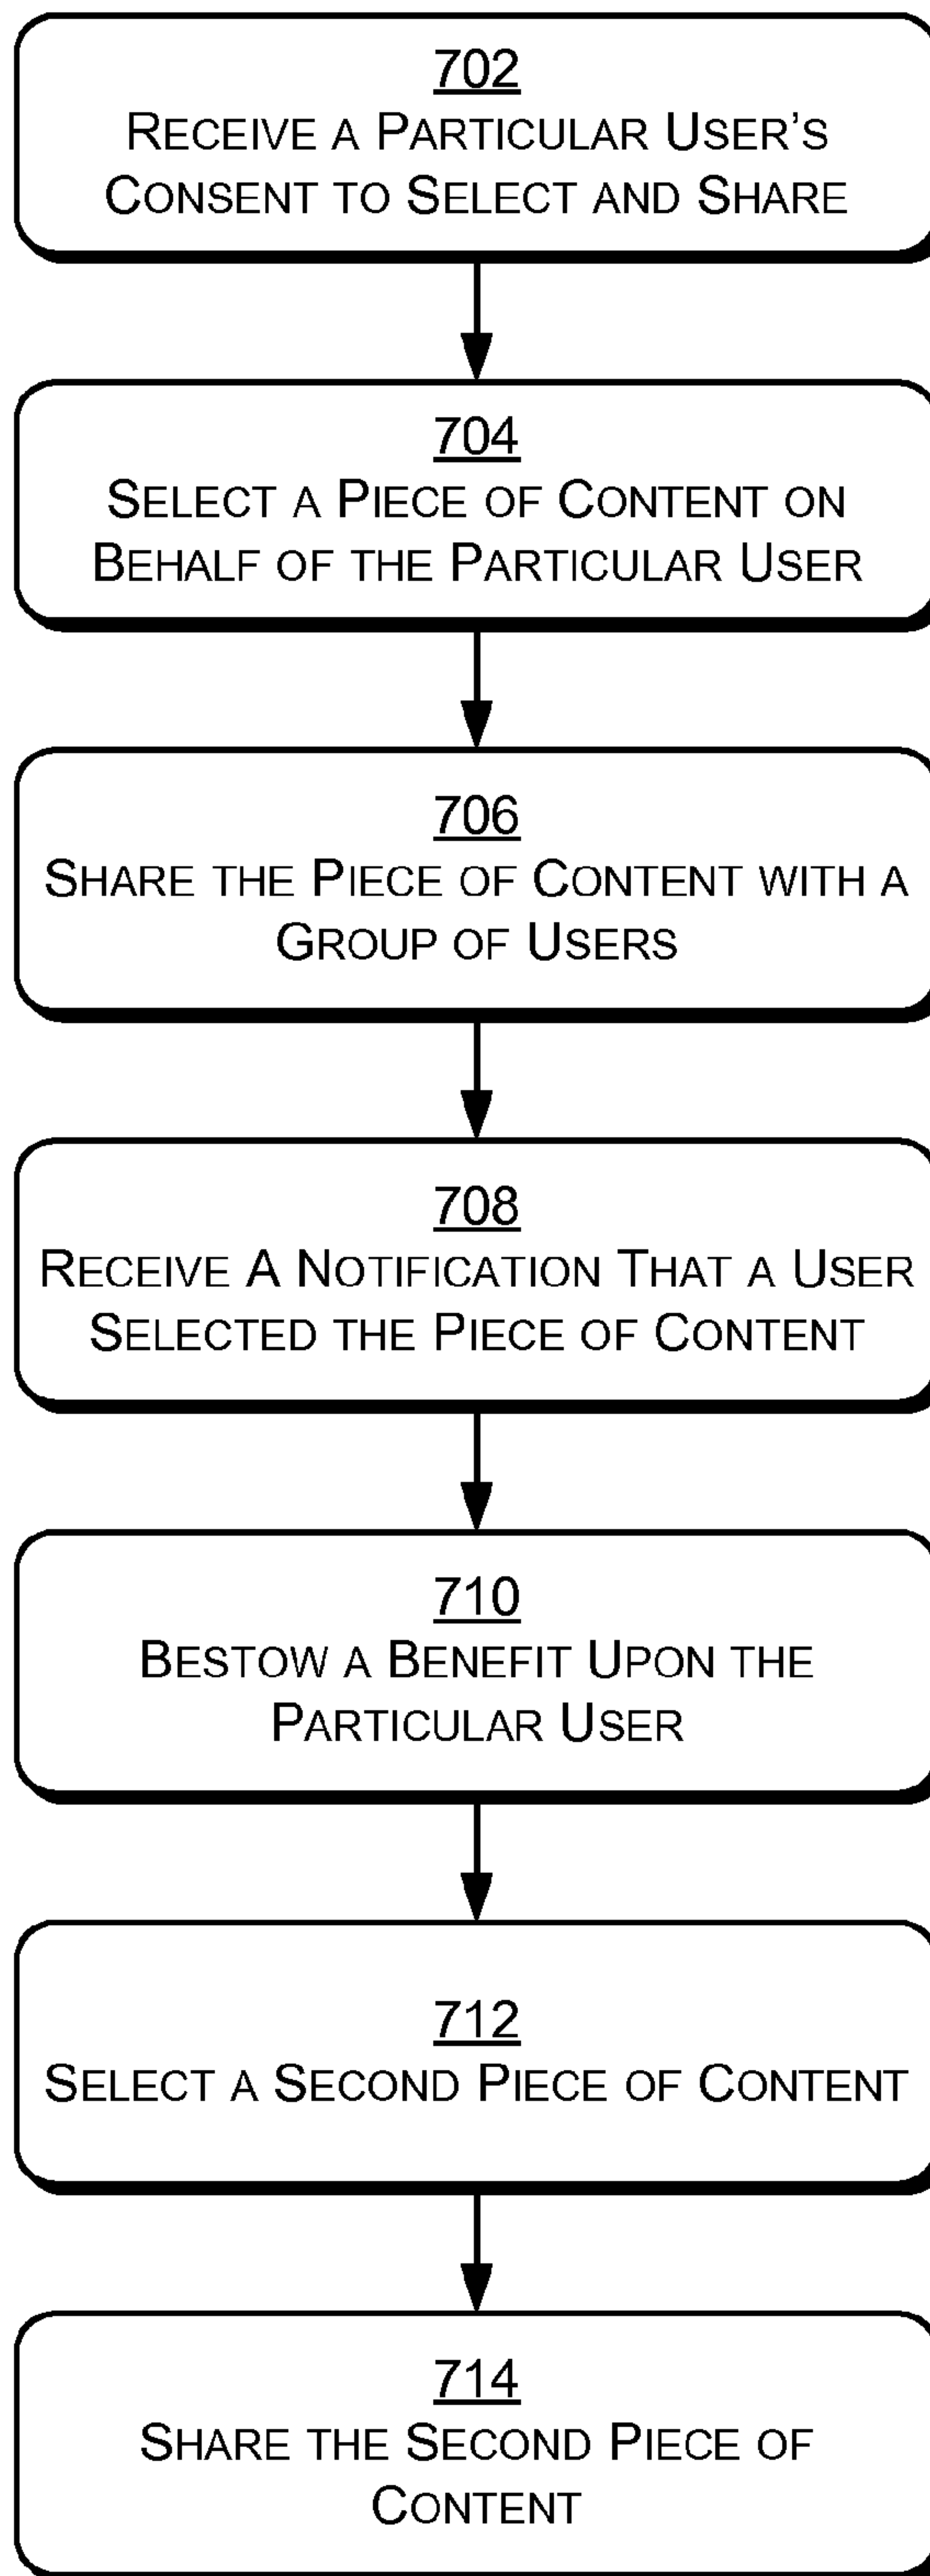 702
RECEIVE A PARTICULAR USER'S
CONSENT TO SELECT AND SHARE
704
SELECT A PIECE OF CONTENT ON
BEHALF OF THE PARTICULAR USER
706
SHARE THE PIECE OF CONTENT WITH A
GROUP OF USERS
708
RECEIVE A NOTIFICATION THAT A USER
SELECTED THE PIECE OF CONTENT
710
BESTOW A BENEFIT UPON THE
PARTICULAR USER
712
SELECT A SECOND PIECE OF CONTENT
714
SHARE THE SECOND PIECE OF
CONTENT